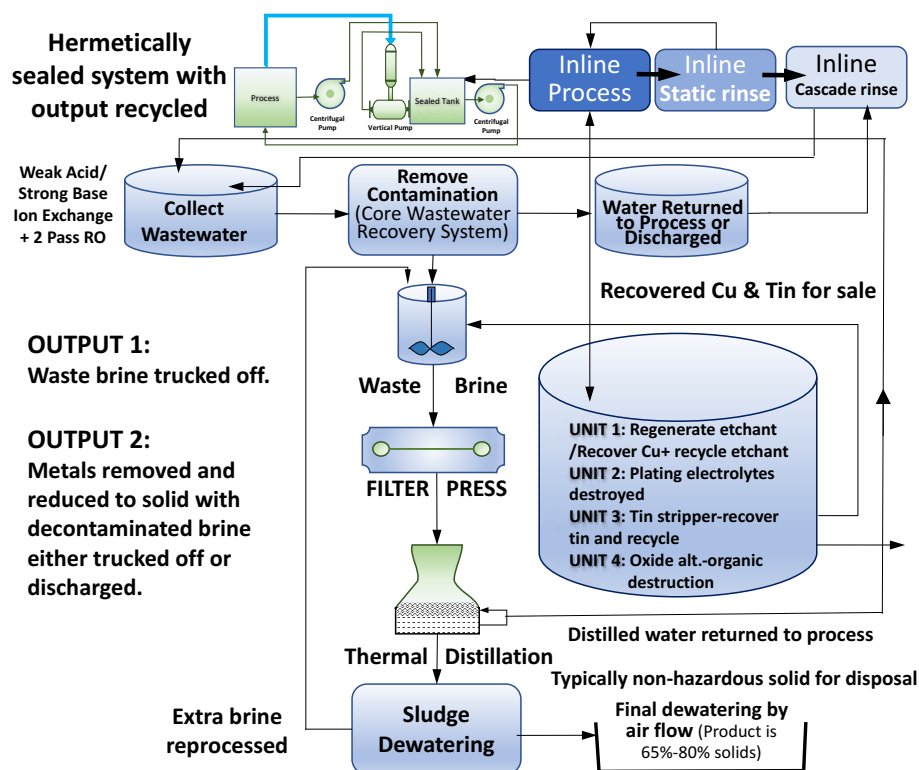 Hermetically
sealed system with
output recycled
Process
Centrifugal
Pump
Vertical Pump
Sealed Tank
Centrifugal
Pump
Inline
Process
Inline
Static rinse
Inline
Cascade rinse
Weak Acid/
Strong Base
Ion Exchange
+ 2 Pass RO
Collect
Wastewater
Remove
Contamination
(Core Wastewater
Recovery System)
Water Returned
to Process or
Discharged
Recovered Cu & Tin for sale
OUTPUT 1:
Waste brine trucked off.
OUTPUT 2:
Metals removed and
reduced to solid with
decontaminated brine
either trucked off or
discharged.
Waste Brine
FILTER PRESS
UNIT 1: Regenerate etchant
/Recover Cu+ recycle etchant
UNIT 2: Plating electrolytes
destroyed
UNIT 3: Tin stripper-recover
tin and recycle
UNIT 4: Oxide alt.-organic
destruction
Distilled water returned to process
Thermal Distillation
Typically non-hazardous solid for disposal
Extra brine
reprocessed
Sludge
Dewatering
Final dewatering by
air flow (Product is
65%-80% solids)